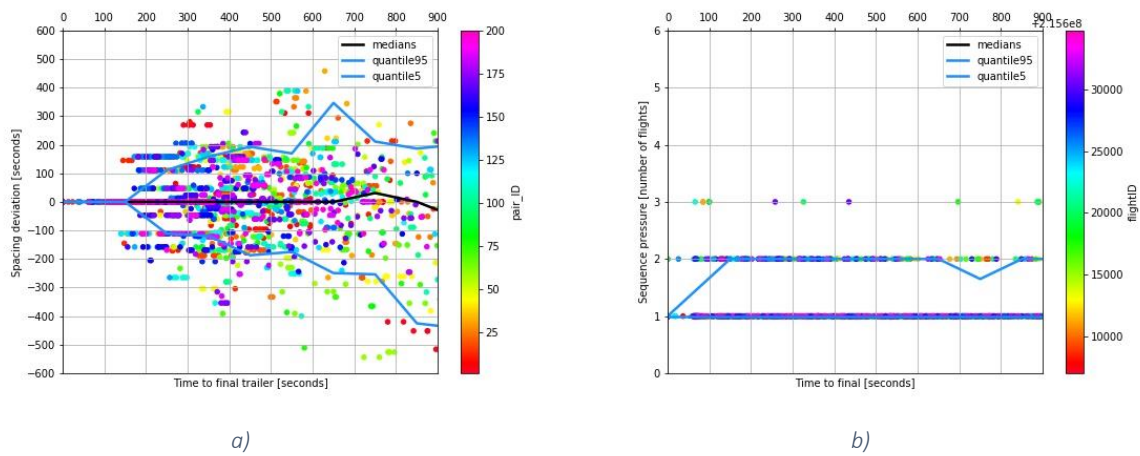 0 100 200 300 400 500 600 700 800 900
600
500
400
300
200
100
0
-100
-200
-300
-400
-500
-600
Spacing deviation [seconds]
Time to final trailer [seconds]
medians
quantile95
quantile5
200
175
150
125
100
75
50
25
pair_ID
a)
0 100 200 300 400 500 600 700 800 900
+2.156e8
6
5
4
3
2
1
0
Sequence pressure [number of flights]
Time to final [seconds]
medians
quantile95
quantile5
30000
25000
20000
15000
10000
flightID
b)